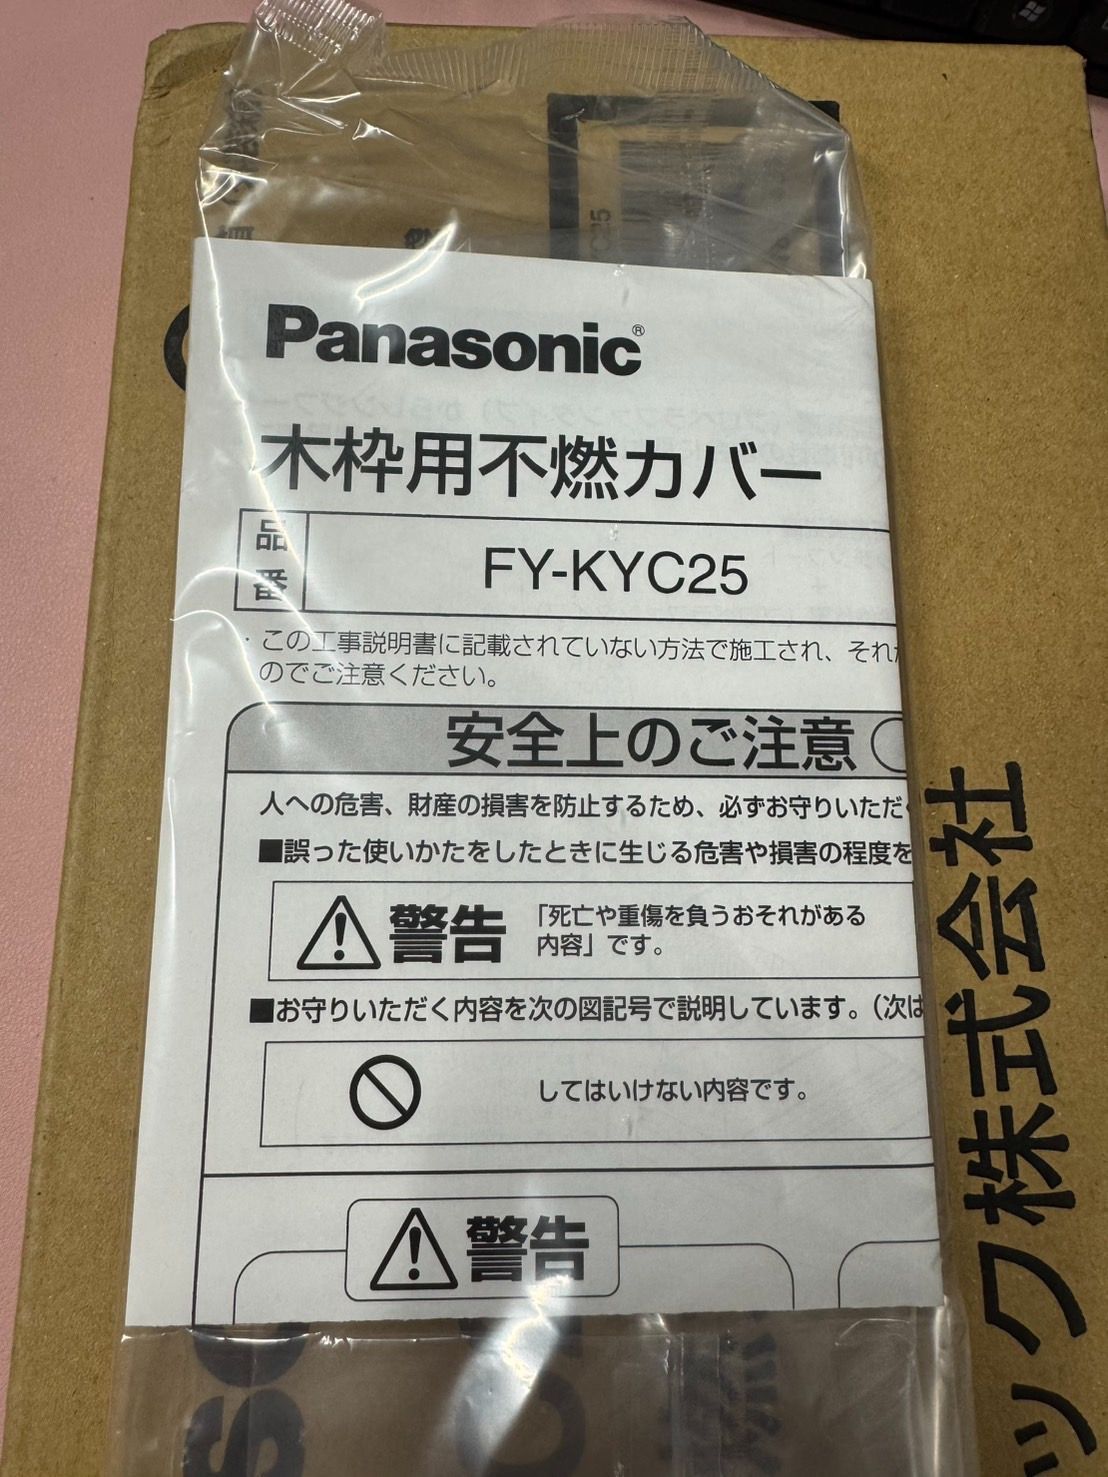 Panasonic®
木枠用不燃カバー
品番
FY-KYC25
・この工事説明書に記載されていない方法で施工され、それ
のでご注意ください。
安全上のご注意
人への危害、財産の損害を防止するため、必ずお守りいただ
■誤った使いかたをしたときに生じる危害や損害の程度を
警告
「死亡や重傷を負うおそれがある
内容」です。
■お守りいただく内容を次の図記号で説明しています。(次は
してはいけない内容です。
警告
ック株式会社